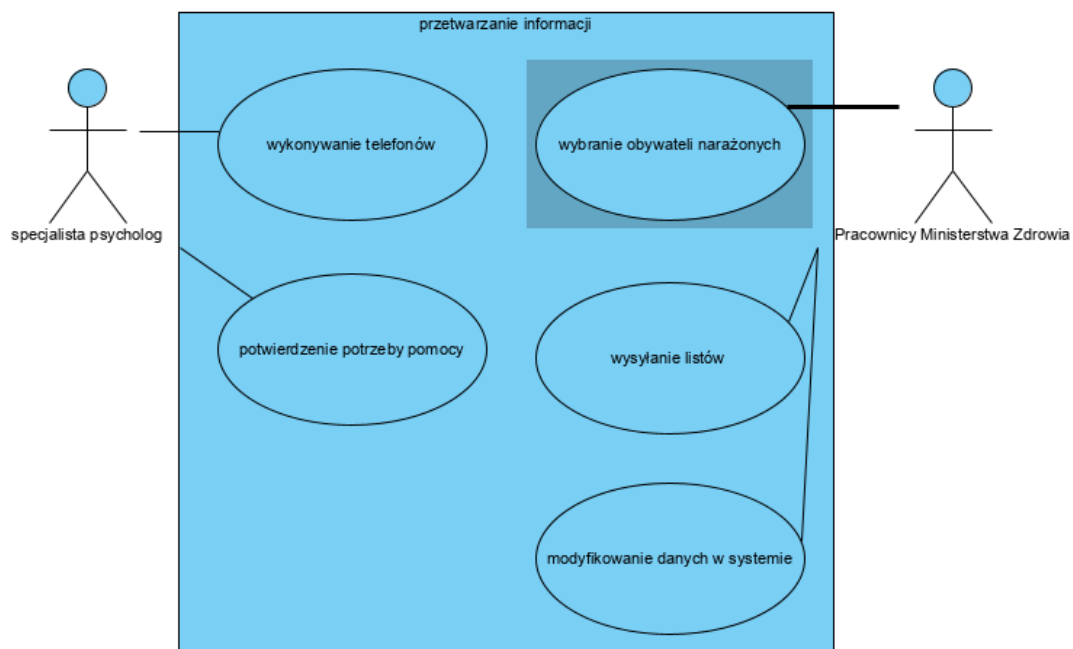 przetwarzanie informacji
wykonywanie telefonów
wybranie obywateli narażonych
specjalista psycholog
Pracownicy Ministerstwa Zdrowia
potwierdzenie potrzeby pomocy
wysyłanie listów
modyfikowanie danych w systemie